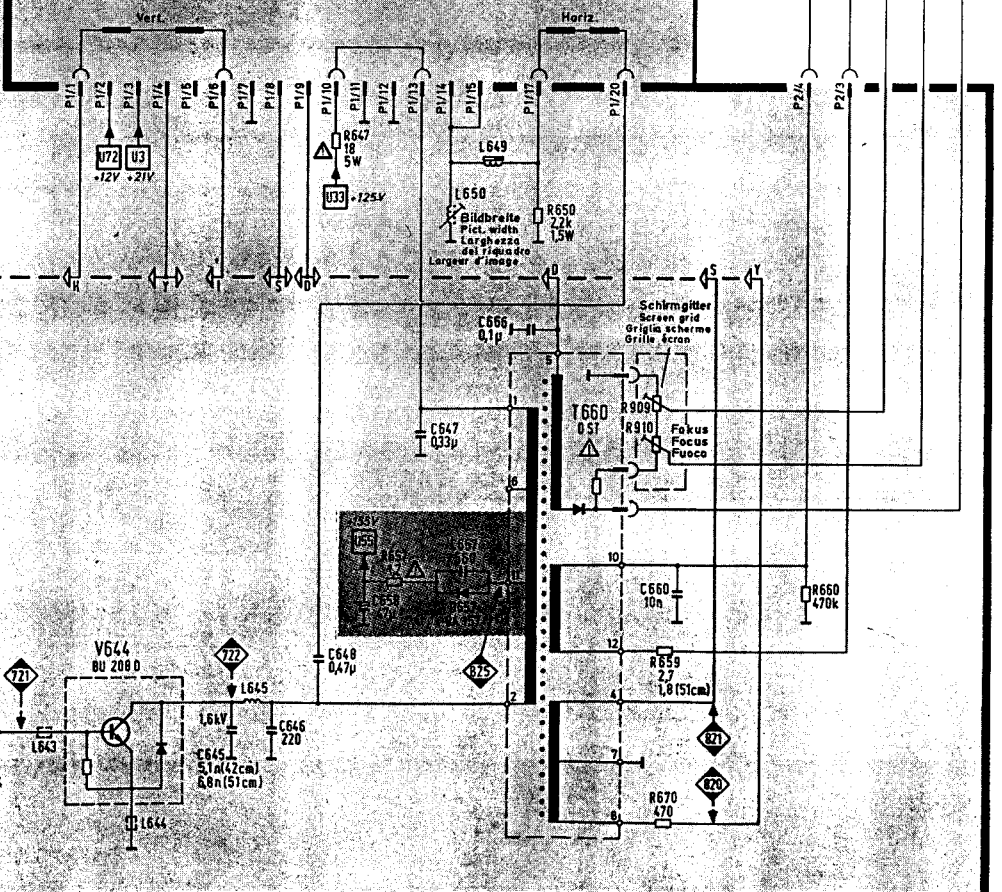 Vert.
Horiz.
P1/1
P1/2
P1/3
P1/4
P1/5
P1/6
P1/7
P1/8
P1/9
P1/10
P1/11
P1/12
P1/13
P1/14
P1/15
P1/17
P1/20
P2/4
P2/3
R647
18
5W
U72
+12V
U3
+21V
U33
+125V
L649
L650
Bildbreite
Pict. width
Larghezza
del riquadro
Largeur d'image
R650
2,2k
1,5W
K
Y
I
S
D
D
S
Y
C666
0,1µ
Schirmgitter
Screen grid
Griglia scherme
Grille écran
5
1
T660
DST
R909
R910
Fokus
Focus
Fuoco
C647
0,33µ
6
U55
11
10
C660
10n
R660
470k
12
R659
2,7
1,8(51cm)
C648
0,47µ
825
2
4
821
7
820
R670
470
8
V644
BU 208 D
721
722
L645
L643
1,6kV
C645
5,1n(42cm)
6,8n(51cm)
C646
220
L644